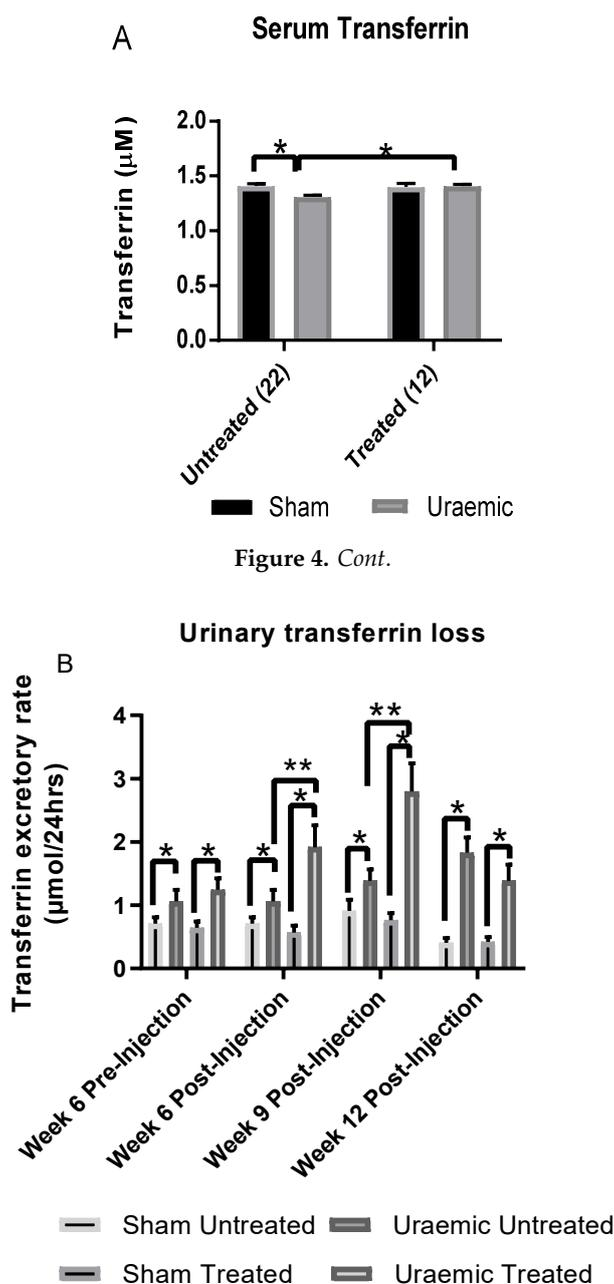 A
Serum Transferrin
Transferrin (µM)
2.0
1.5
1.0
0.5
0.0
*
*
Untreated (22)
Treated (12)
Sham
Uraemic
Figure 4. Cont.
Urinary transferrin loss
B
Transferrin excretory rate
(µmol/24hrs)
4
3
2
1
0
*
*
*
**
*
*
**
*
*
*
Week 6 Pre-Injection
Week 6 Post-Injection
Week 9 Post-Injection
Week 12 Post-Injection
Sham Untreated
Uraemic Untreated
Sham Treated
Uraemic Treated